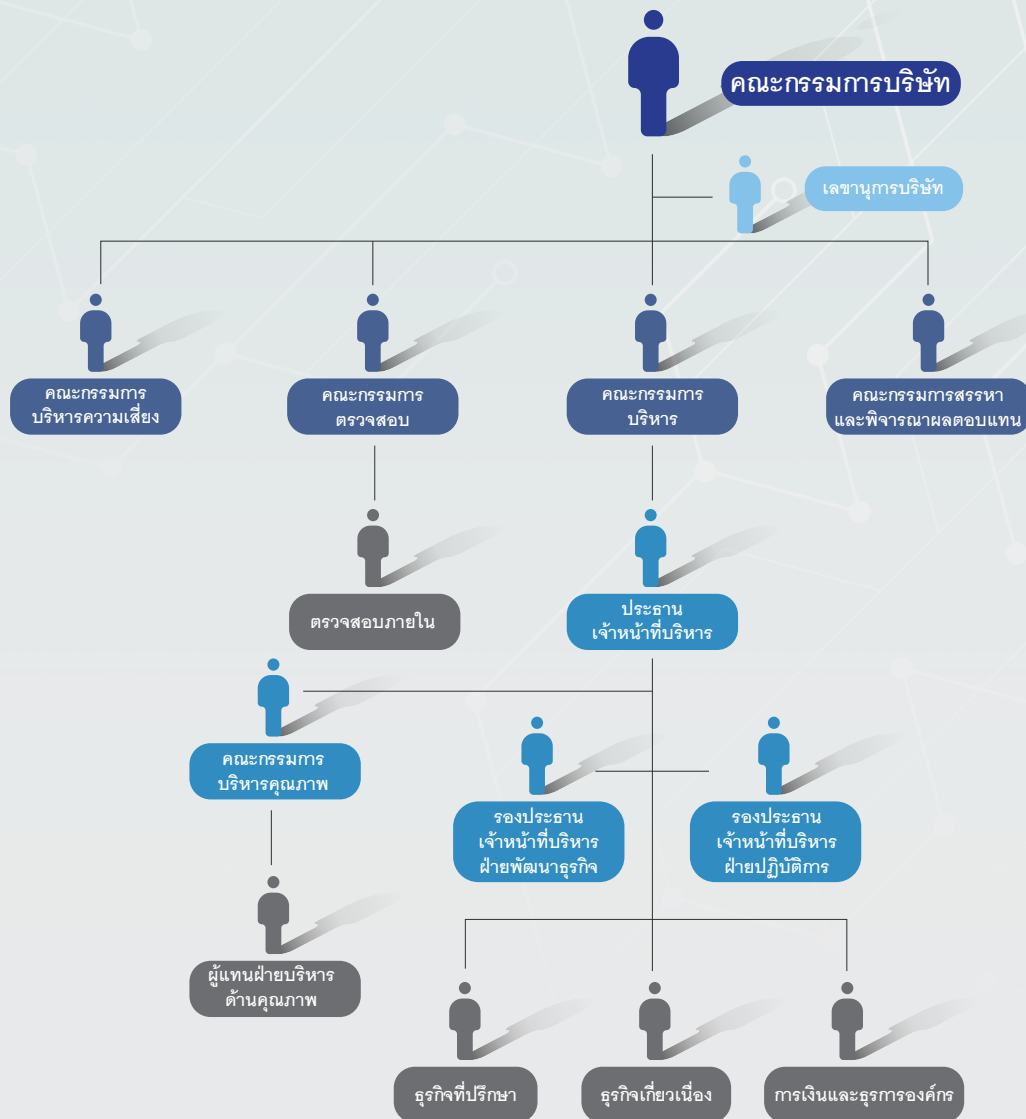 คณะกรรมการบริษัท
เลขานุการบริษัท
คณะกรรมการ
บริหารความเสี่ยง
คณะกรรมการ
ตรวจสอบ
คณะกรรมการ
บริหาร
คณะกรรมการสรรหา
และพิจารณาผลตอบแทน
ตรวจสอบภายใน
ประธาน
เจ้าหน้าที่บริหาร
คณะกรรมการ
บริหารคุณภาพ
รองประธาน
เจ้าหน้าที่บริหาร
ฝ่ายพัฒนาธุรกิจ
รองประธาน
เจ้าหน้าที่บริหาร
ฝ่ายปฏิบัติการ
ผู้แทนฝ่ายบริหาร
ด้านคุณภาพ
ธุรกิจที่ปรึกษา
ธุรกิจเกี่ยวเนื่อง
การเงินและธุรการองค์กร